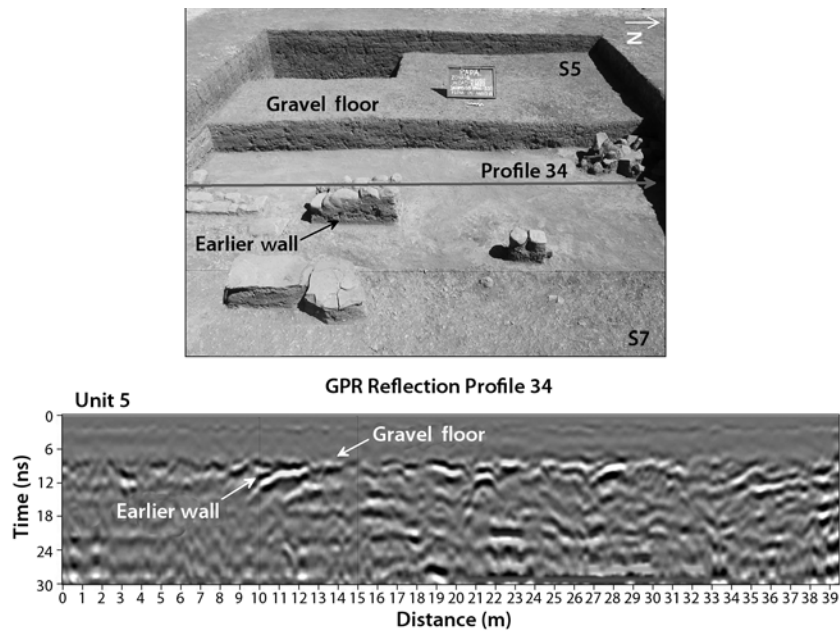 N
S5
Gravel floor
Profile 34
Earlier wall
S7
GPR Reflection Profile 34
Unit 5
Gravel floor
Earlier wall
Time (ns)
0
6
12
18
24
30
0 1 2 3 4 5 6 7 8 9 10 11 12 13 14 15 16 17 18 19 20 21 22 23 24 25 26 27 28 29 30 31 32 33 34 35 36 37 38 39
Distance (m)